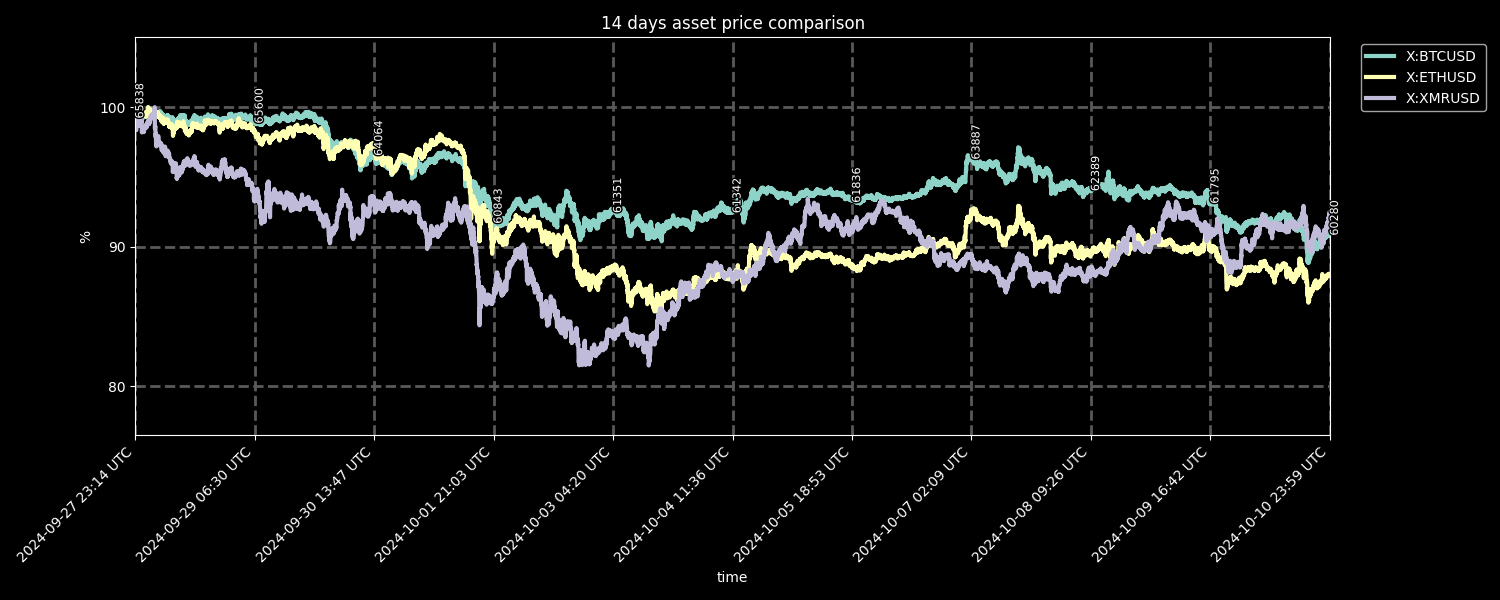 14 days asset price comparison
X:BTCUSD
X:ETHUSD
X:XMRUSD
100
90
80
%
65838
65600
64064
60843
61351
61342
61836
63887
62389
61795
60280
2024-09-27 23:14 UTC
2024-09-29 06:30 UTC
2024-09-30 13:47 UTC
2024-10-01 21:03 UTC
2024-10-03 04:20 UTC
2024-10-04 11:36 UTC
2024-10-05 18:53 UTC
2024-10-07 02:09 UTC
2024-10-08 09:26 UTC
2024-10-09 16:42 UTC
2024-10-10 23:59 UTC
time